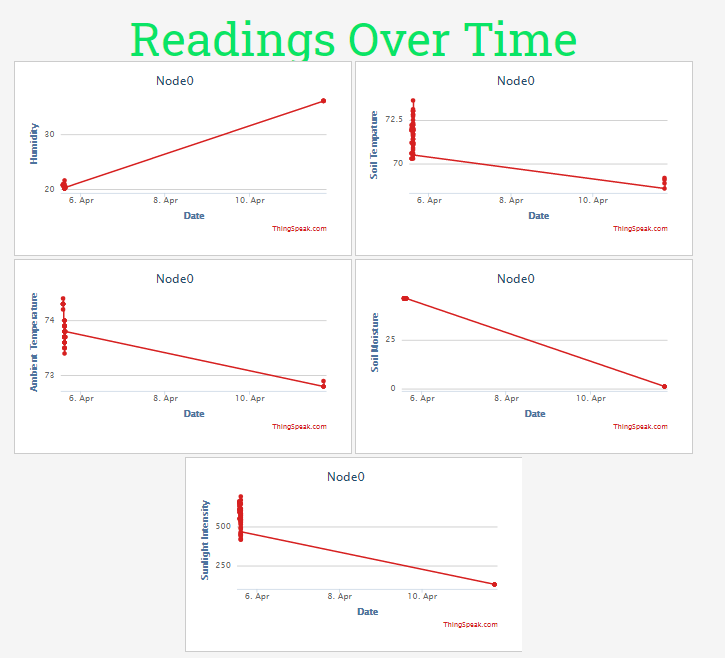 Readings Over Time
Node0
Humidity
30
20
6. Apr 8. Apr 10. Apr
Date
ThingSpeak.com
Node0
Soil Tempature
72.5
70
6. Apr 8. Apr 10. Apr
Date
ThingSpeak.com
Node0
Ambient Temperature
74
73
6. Apr 8. Apr 10. Apr
Date
ThingSpeak.com
Node0
Soil Moisture
25
0
6. Apr 8. Apr 10. Apr
Date
ThingSpeak.com
Node0
Sunlight Intensity
500
250
6. Apr 8. Apr 10. Apr
Date
ThingSpeak.com